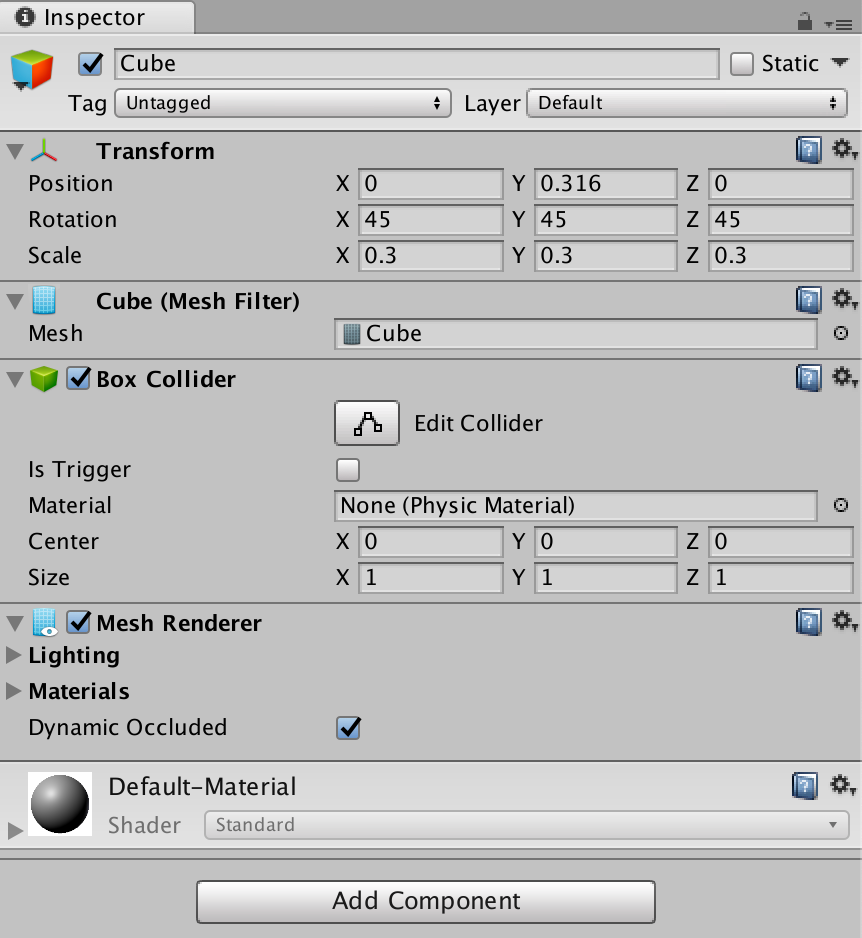 Inspector
Cube Static
Tag Untagged Layer Default
Transform
Position X 0 Y 0.316 Z 0
Rotation X 45 Y 45 Z 45
Scale X 0.3 Y 0.3 Z 0.3
Cube (Mesh Filter)
Mesh Cube
Box Collider
Edit Collider
Is Trigger
Material None (Physic Material)
Center X 0 Y 0 Z 0
Size X 1 Y 1 Z 1
Mesh Renderer
Lighting
Materials
Dynamic Occluded
Default-Material
Shader Standard
Add Component